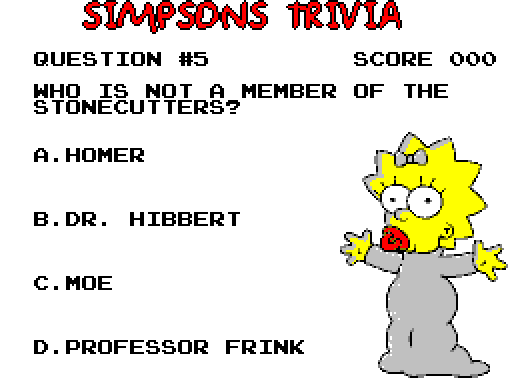 SIMPSONS TRIVIA
QUESTION #5 SCORE 000
WHO IS NOT A MEMBER OF THE
STONECUTTERS?
A.HOMER
B.DR. HIBBERT
C.MOE
D.PROFESSOR FRINK